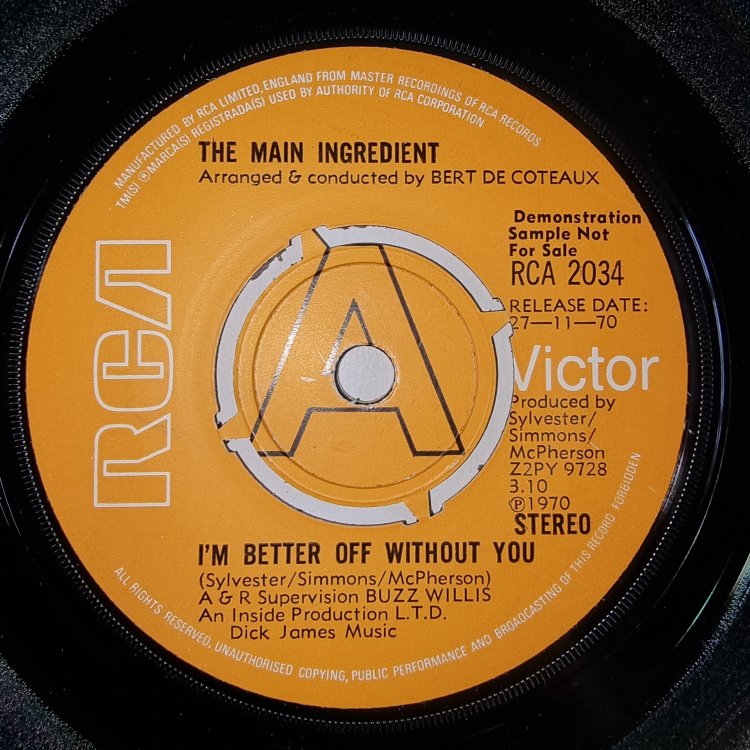 MANUFACTURED BY RCA LIMITED, ENGLAND FROM MASTER RECORDINGS OF RCA RECORDS
TM(S) ® MARCA(S) REGISTRADA(S) USED BY AUTHORITY OF RCA CORPORATION
THE MAIN INGREDIENT
Arranged & conducted by BERT DE COTEAUX
Demonstration
Sample Not
For Sale
RCA 2034
RELEASE DATE:
27—11—70
RCA
A
Victor
Produced by
Sylvester/
Simmons/
McPherson
Z2PY 9728
3.10
℗1970
STEREO
I'M BETTER OFF WITHOUT YOU
(Sylvester/Simmons/McPherson)
A & R Supervision BUZZ WILLIS
An Inside Production L.T.D.
Dick James Music
ALL RIGHTS RESERVED, UNAUTHORISED COPYING, PUBLIC PERFORMANCE AND BROADCASTING OF THIS RECORD FORBIDDEN